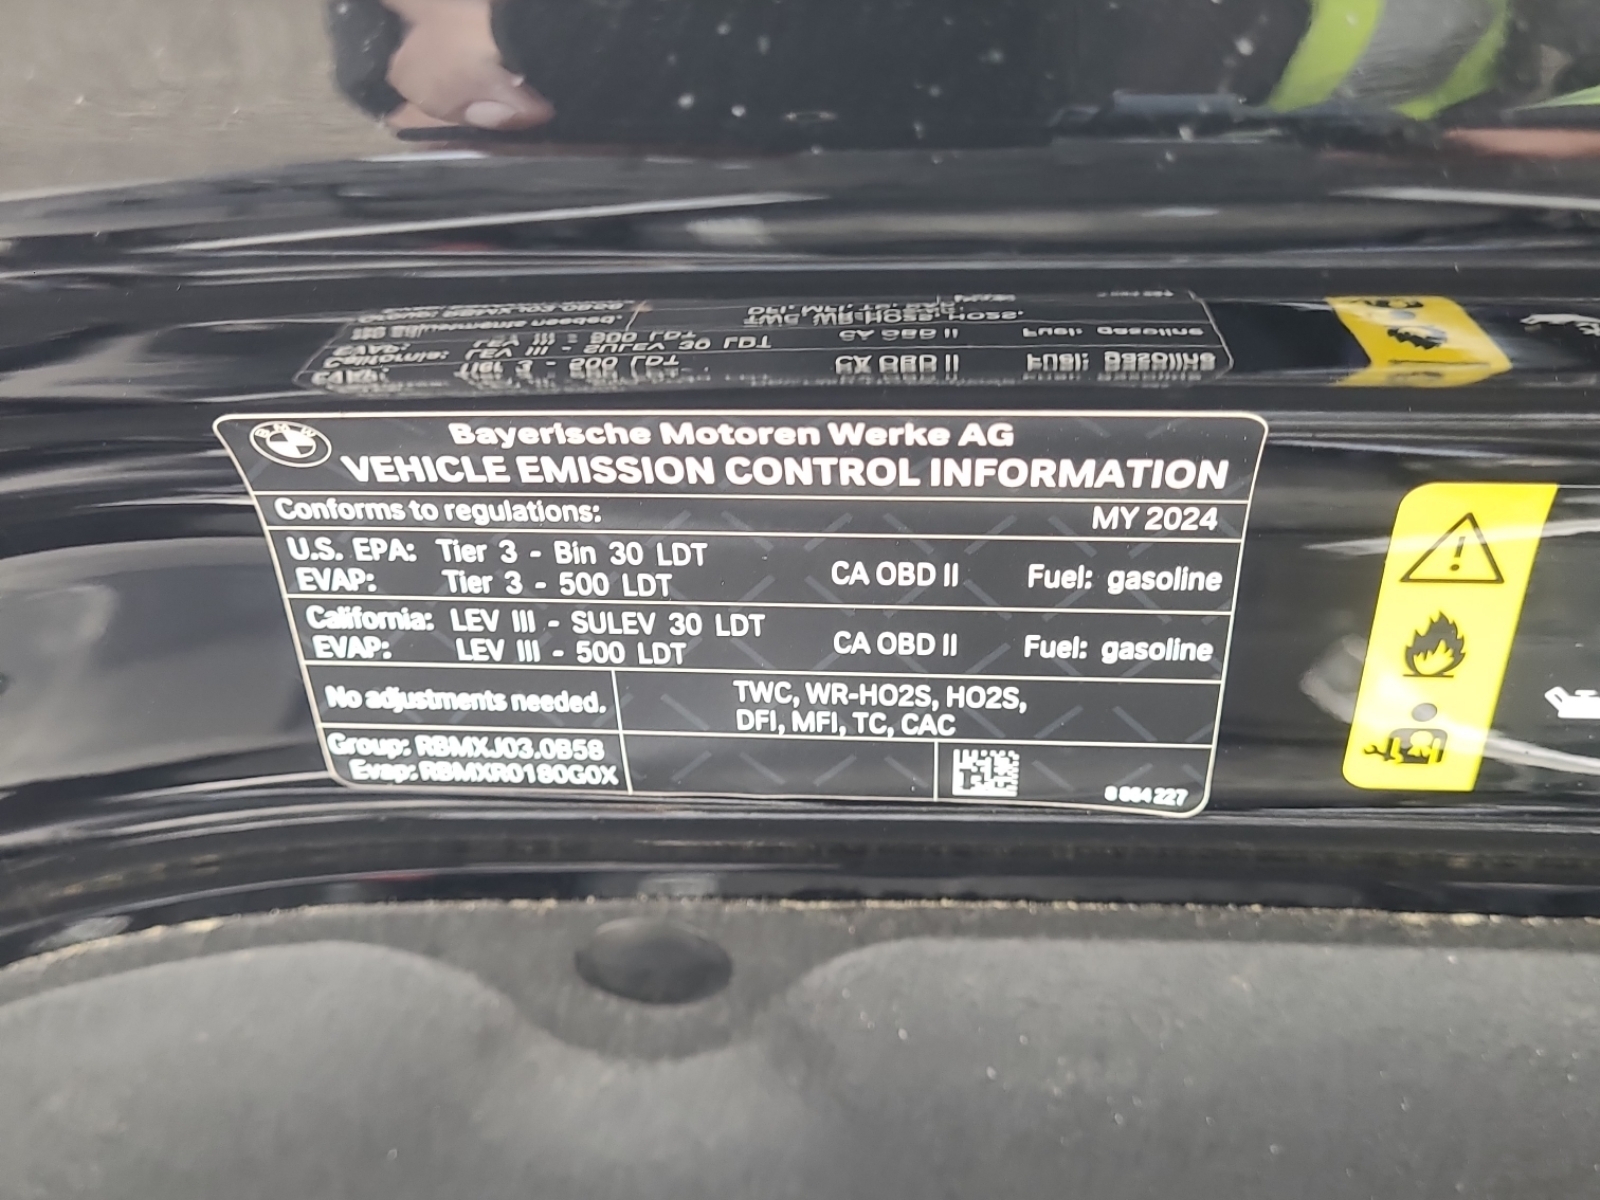 BMW
Bayerische Motoren Werke AG
VEHICLE EMISSION CONTROL INFORMATION
Conforms to regulations: MY 2024
U.S. EPA: Tier 3 - Bin 30 LDT
EVAP: Tier 3 - 500 LDT
CA OBD II Fuel: gasoline
California: LEV III - SULEV 30 LDT
EVAP: LEV III - 500 LDT
CA OBD II Fuel: gasoline
No adjustments needed.
TWC, WR-HO2S, HO2S,
DFI, MFI, TC, CAC
Group: RBMXJ03.0B58
Evap: RBMXR0180G0X